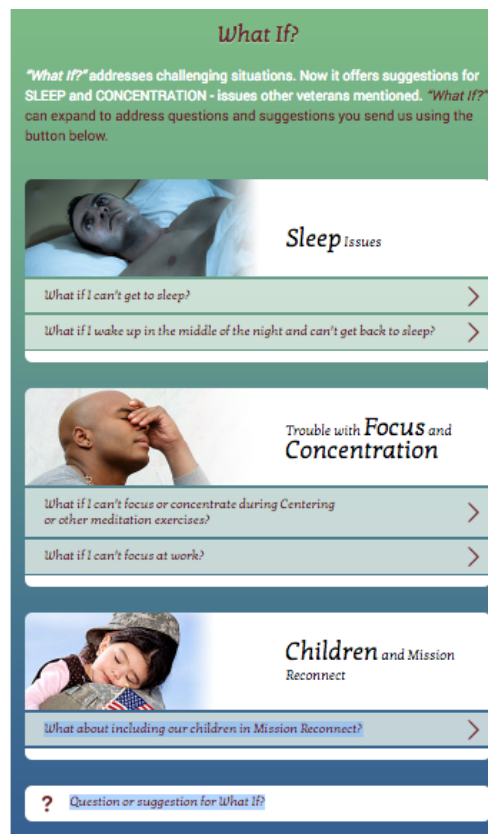 What If?
"What If?" addresses challenging situations. Now it offers suggestions for
SLEEP and CONCENTRATION - issues other veterans mentioned. "What If?"
can expand to address questions and suggestions you send us using the
button below.
Sleep Issues
What if I can't get to sleep?
What if I wake up in the middle of the night and can't get back to sleep?
Trouble with Focus and
Concentration
What if I can't focus or concentrate during Centering
or other meditation exercises?
What if I can't focus at work?
Children and Mission
Reconnect
What about including our children in Mission Reconnect?
? Question or suggestion for What If?